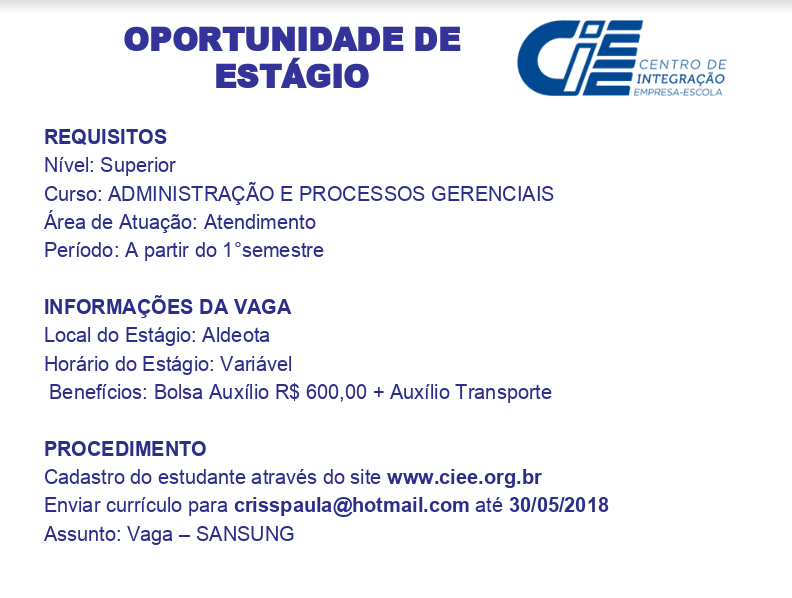 OPORTUNIDADE DE
ESTÁGIO
CIEE
CENTRO DE
INTEGRAÇÃO
EMPRESA-ESCOLA
REQUISITOS
Nível: Superior
Curso: ADMINISTRAÇÃO E PROCESSOS GERENCIAIS
Área de Atuação: Atendimento
Período: A partir do 1°semestre
INFORMAÇÕES DA VAGA
Local do Estágio: Aldeota
Horário do Estágio: Variável
Benefícios: Bolsa Auxílio R$ 600,00 + Auxílio Transporte
PROCEDIMENTO
Cadastro do estudante através do site www.ciee.org.br
Enviar currículo para crisspaula@hotmail.com até 30/05/2018
Assunto: Vaga – SANSUNG